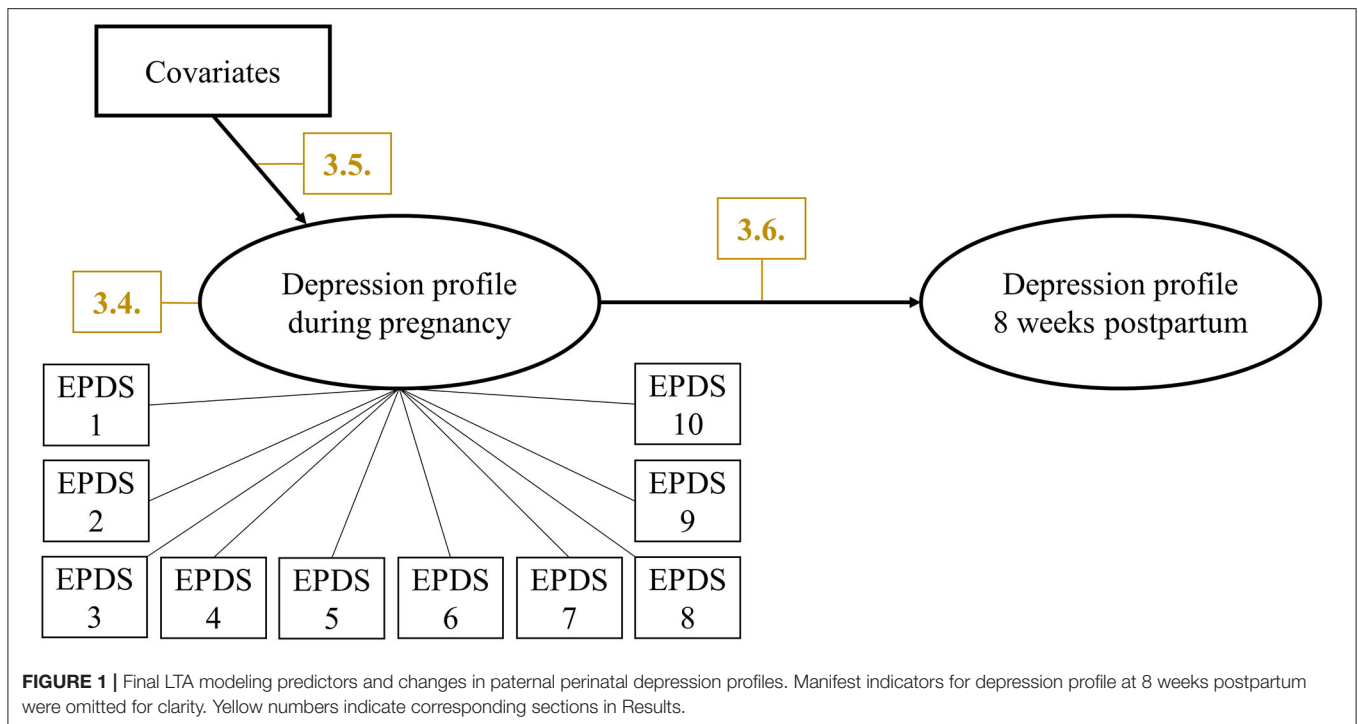 Covariates
3.5.
3.6.
3.4.
Depression profile
during pregnancy
Depression profile
8 weeks postpartum
EPDS
1
EPDS
2
EPDS
3
EPDS
4
EPDS
5
EPDS
6
EPDS
7
EPDS
8
EPDS
9
EPDS
10
FIGURE 1 | Final LTA modeling predictors and changes in paternal perinatal depression profiles. Manifest indicators for depression profile at 8 weeks postpartum
were omitted for clarity. Yellow numbers indicate corresponding sections in Results.